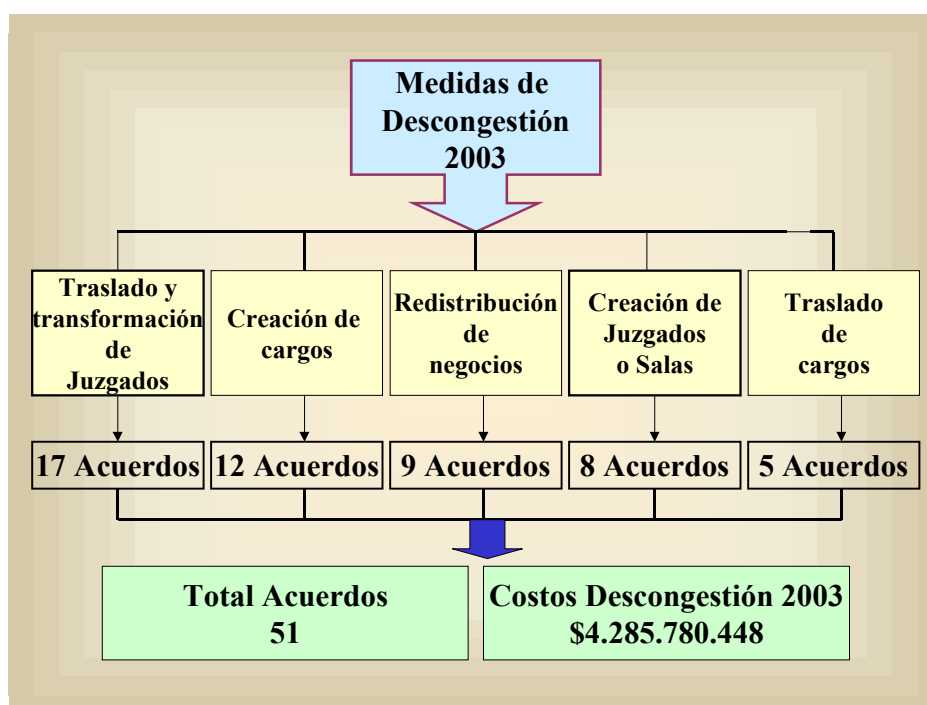 Medidas de
Descongestión
2003
Traslado y
transformación
de
Juzgados
Creación de
cargos
Redistribución
de
negocios
Creación de
Juzgados
o Salas
Traslado
de
cargos
17 Acuerdos
12 Acuerdos
9 Acuerdos
8 Acuerdos
5 Acuerdos
Total Acuerdos
51
Costos Descongestión 2003
$4.285.780.448